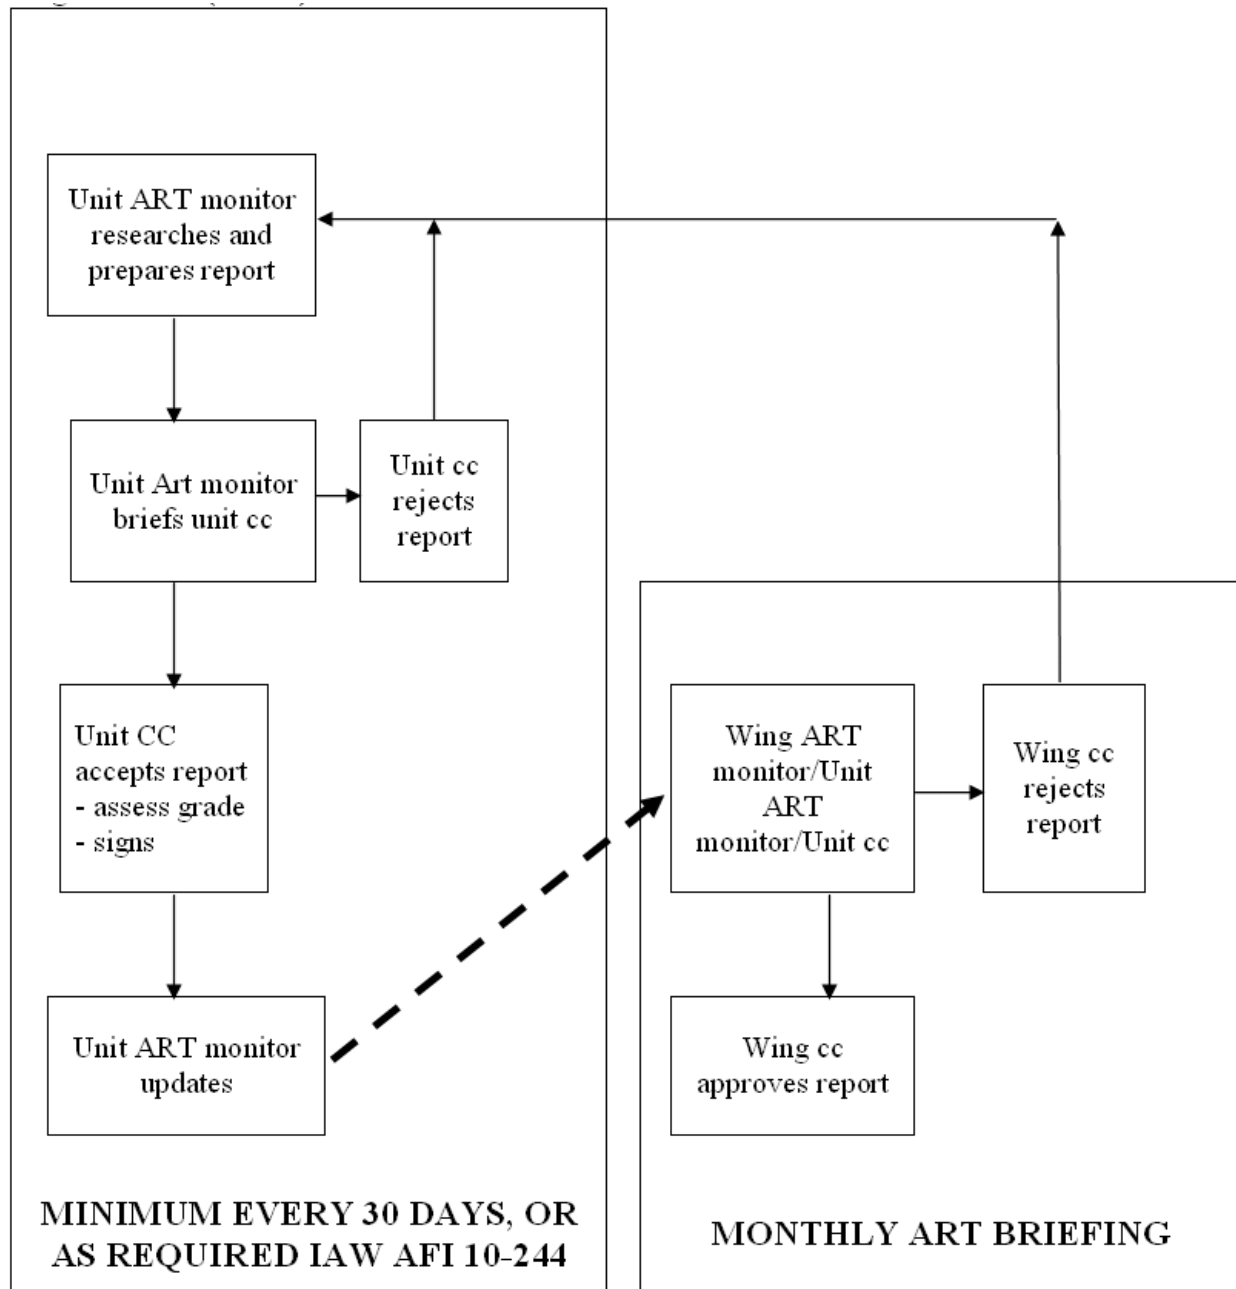 Unit ART monitor
researches and
prepares report
Unit Art monitor
briefs unit cc
Unit cc
rejects
report
Unit CC
accepts report
- assess grade
- signs
Unit ART monitor
updates
MINIMUM EVERY 30 DAYS, OR
AS REQUIRED IAW AFI 10-244
Wing ART
monitor/Unit
ART
monitor/Unit cc
Wing cc
rejects
report
Wing cc
approves report
MONTHLY ART BRIEFING